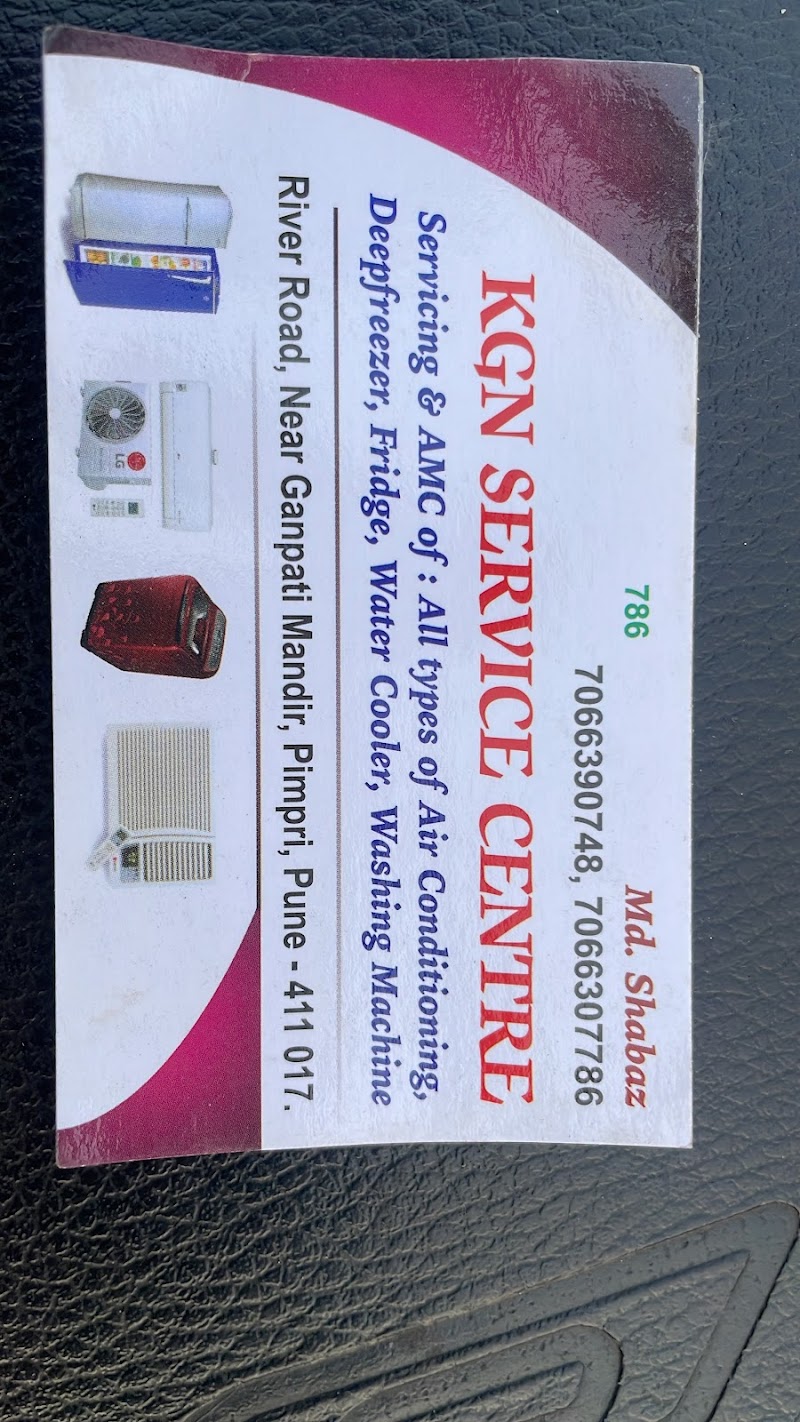 786
Md. Shabaz
7066390748, 7066307786
KGN SERVICE CENTRE
Servicing & AMC of : All types of Air Conditioning,
Deepfreezer, Fridge, Water Cooler, Washing Machine
River Road, Near Ganpati Mandir, Pimpri, Pune - 411 017.
LG